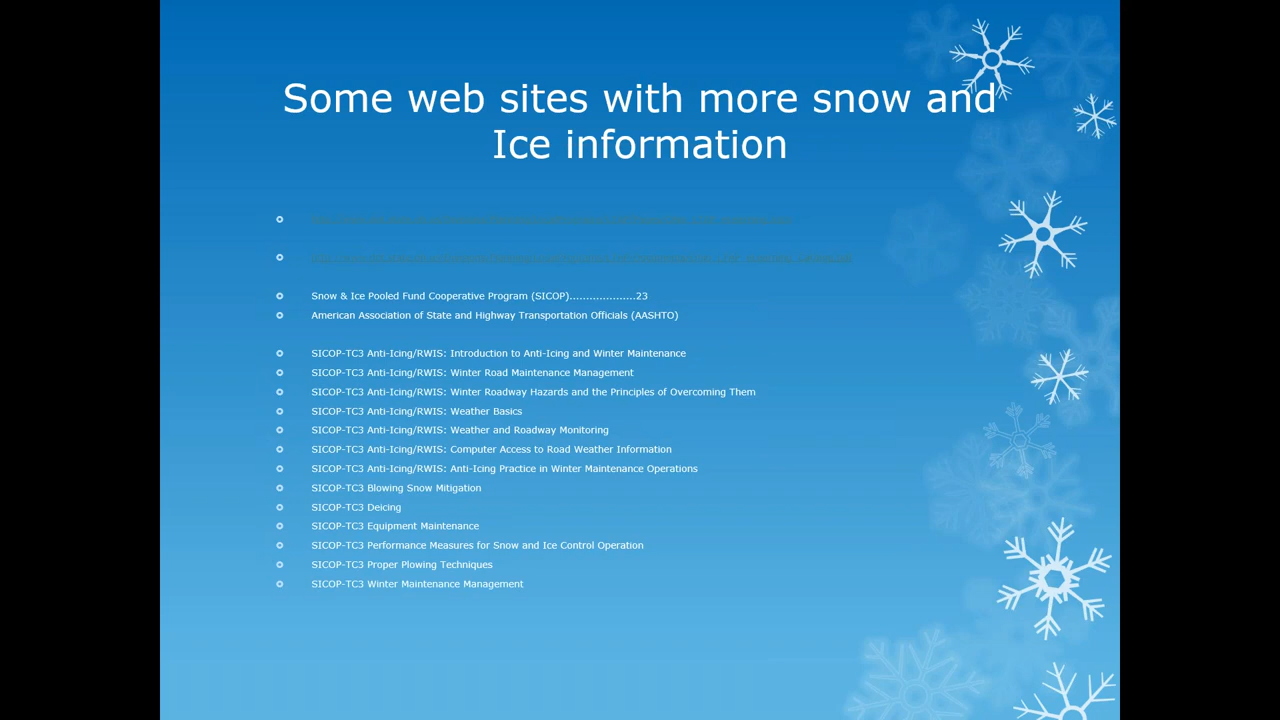 Some web sites with more snow and
Ice information
Snow & Ice Pooled Fund Cooperative Program (SICOP)....................23
American Association of State and Highway Transportation Officials (AASHTO)
SICOP-TC3 Anti-Icing/RWIS: Introduction to Anti-Icing and Winter Maintenance
SICOP-TC3 Anti-Icing/RWIS: Winter Road Maintenance Management
SICOP-TC3 Anti-Icing/RWIS: Winter Roadway Hazards and the Principles of Overcoming Them
SICOP-TC3 Anti-Icing/RWIS: Weather Basics
SICOP-TC3 Anti-Icing/RWIS: Weather and Roadway Monitoring
SICOP-TC3 Anti-Icing/RWIS: Computer Access to Road Weather Information
SICOP-TC3 Anti-Icing/RWIS: Anti-Icing Practice in Winter Maintenance Operations
SICOP-TC3 Blowing Snow Mitigation
SICOP-TC3 Deicing
SICOP-TC3 Equipment Maintenance
SICOP-TC3 Performance Measures for Snow and Ice Control Operation
SICOP-TC3 Proper Plowing Techniques
SICOP-TC3 Winter Maintenance Management